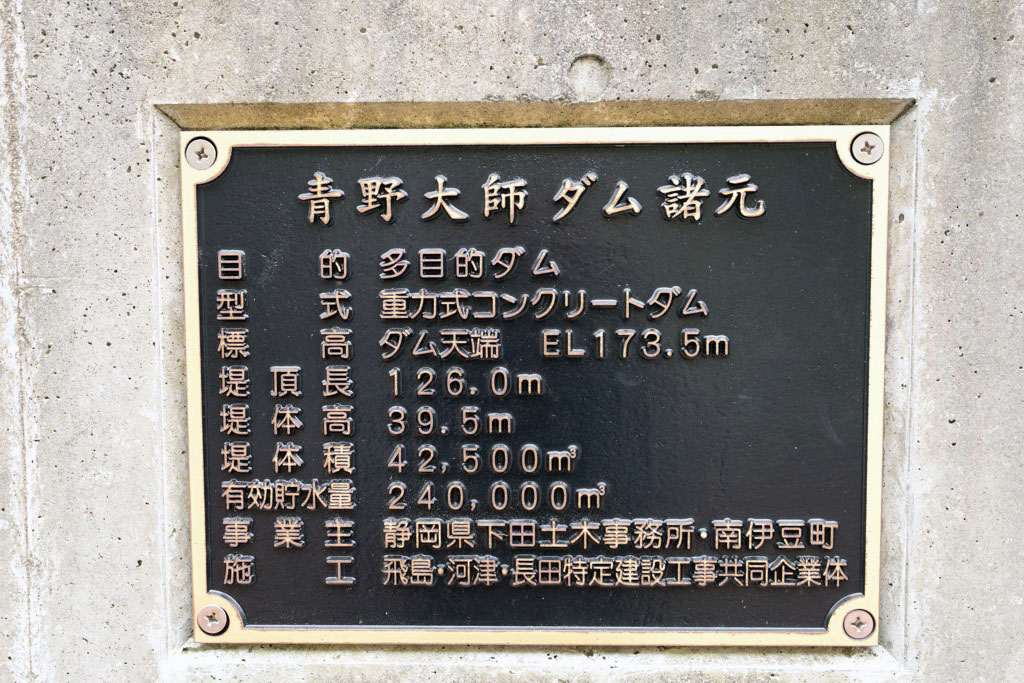 青野大師ダム諸元
目的 多目的ダム
型式 重力式コンクリートダム
標高 ダム天端 EL173.5m
堤頂長 126.0m
堤体高 39.5m
堤体積 42,500m³
有効貯水量 240,000m³
事業主 静岡県下田土木事務所・南伊豆町
施工 飛島・河津・長田特定建設工事共同企業体